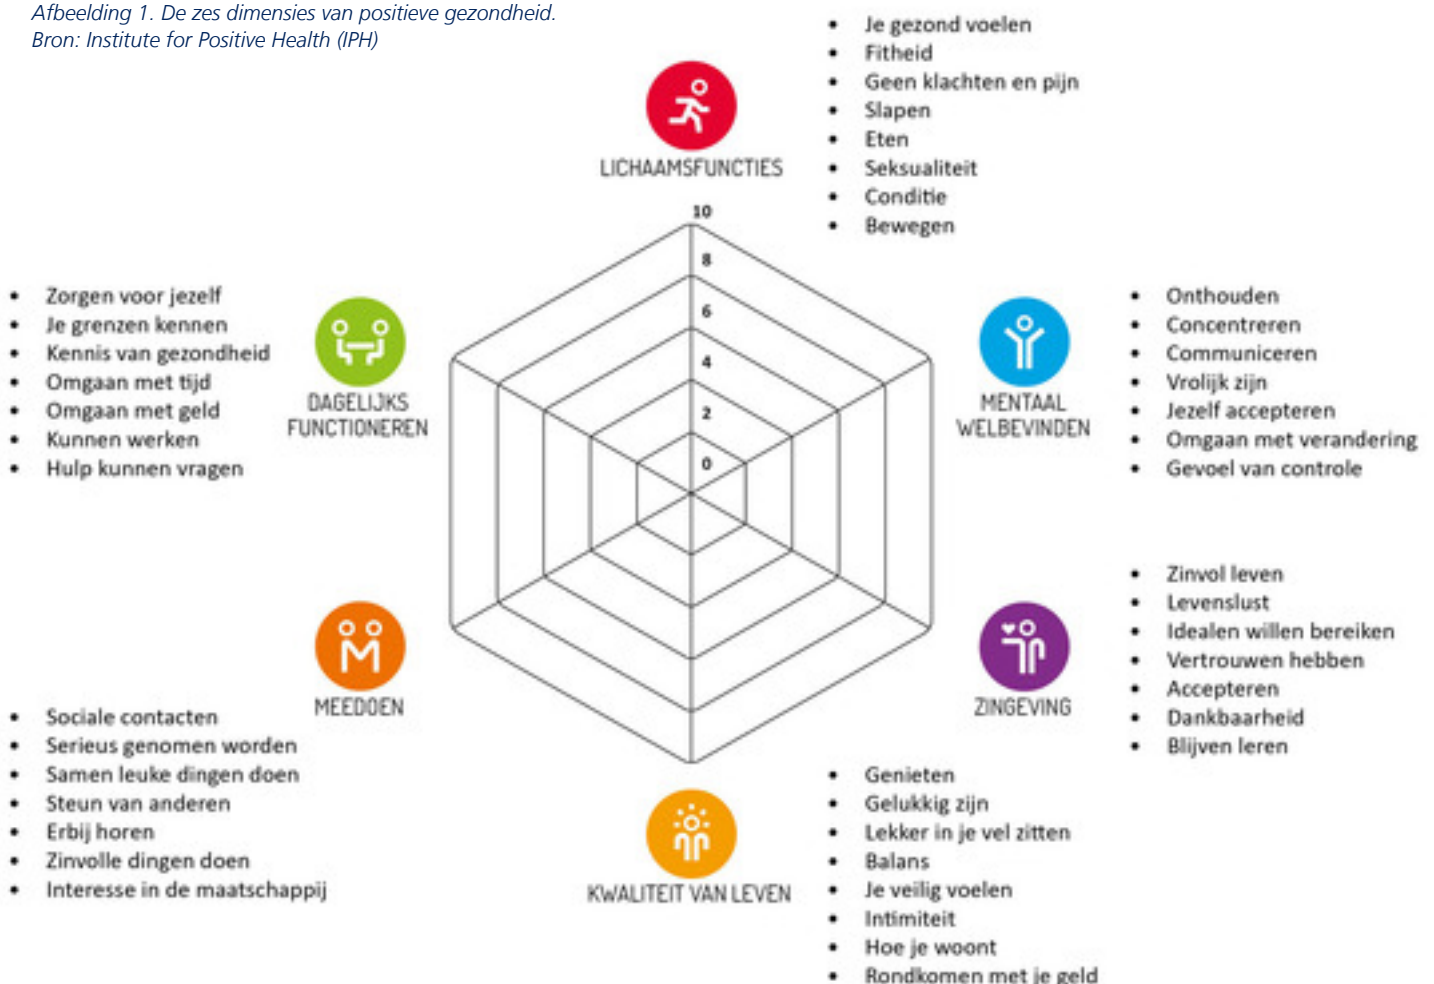 Afbeelding 1. De zes dimensies van positieve gezondheid.
Bron: Institute for Positive Health (IPH)
LICHAAMSFUNCTIES
• Je gezond voelen
• Fitheid
• Geen klachten en pijn
• Slapen
• Eten
• Seksualiteit
• Conditie
• Bewegen
10
8
6
4
2
0
• Zorgen voor jezelf
• Je grenzen kennen
• Kennis van gezondheid
• Omgaan met tijd
• Omgaan met geld
• Kunnen werken
• Hulp kunnen vragen
DAGELIJKS
FUNCTIONEREN
MENTAAL
WELBEVINDEN
• Onthouden
• Concentreren
• Communiceren
• Vrolijk zijn
• Jezelf accepteren
• Omgaan met verandering
• Gevoel van controle
MEEDOEN
• Sociale contacten
• Serieus genomen worden
• Samen leuke dingen doen
• Steun van anderen
• Erbij horen
• Zinvolle dingen doen
• Interesse in de maatschappij
ZINGEVING
• Zinvol leven
• Levenslust
• Idealen willen bereiken
• Vertrouwen hebben
• Accepteren
• Dankbaarheid
• Blijven leren
KWALITEIT VAN LEVEN
• Genieten
• Gelukkig zijn
• Lekker in je vel zitten
• Balans
• Je veilig voelen
• Intimiteit
• Hoe je woont
• Rondkomen met je geld